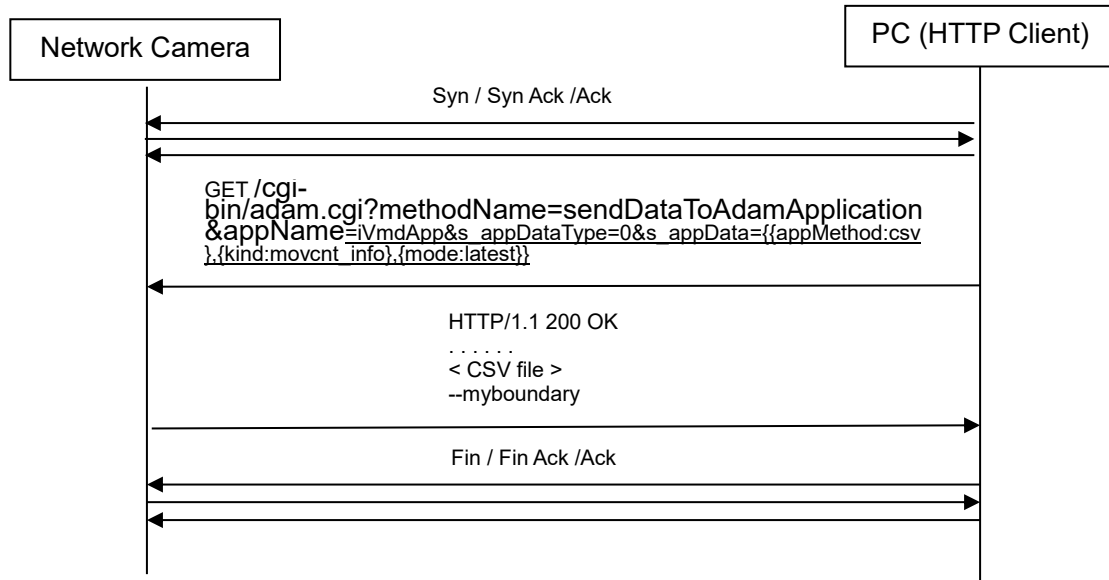 Network Camera
PC (HTTP Client)
Syn / Syn Ack /Ack
GET /cgi-
bin/adam.cgi?methodName=sendDataToAdamApplication
&appName=iVmdApp&s_appDataType=0&s_appData={{appMethod:csv
},{kind:movcnt_info},{mode:latest}}
HTTP/1.1 200 OK
. . . . . .
< CSV file >
--myboundary
Fin / Fin Ack /Ack